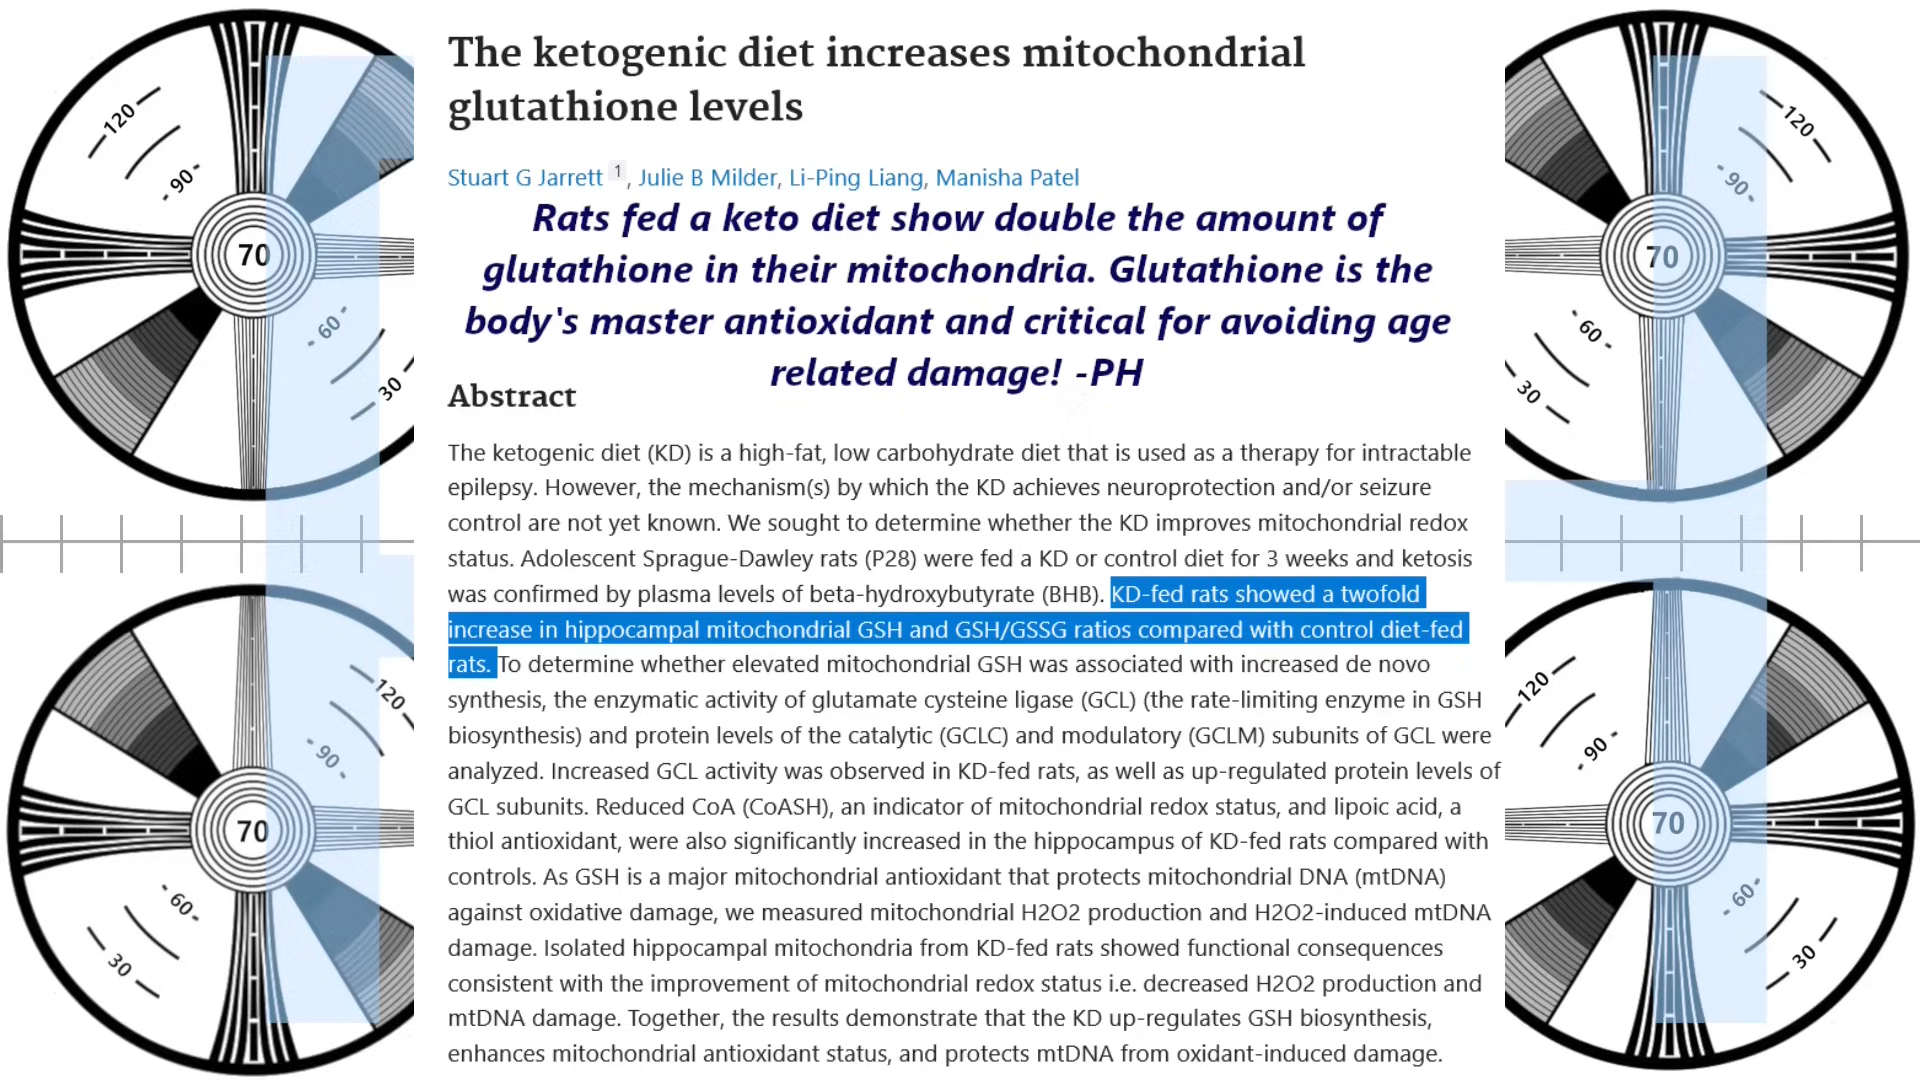 The ketogenic diet increases mitochondrial
glutathione levels
Stuart G Jarrett 1, Julie B Milder, Li-Ping Liang, Manisha Patel
Rats fed a keto diet show double the amount of
glutathione in their mitochondria. Glutathione is the
body's master antioxidant and critical for avoiding age
related damage! -PH
Abstract
The ketogenic diet (KD) is a high-fat, low carbohydrate diet that is used as a therapy for intractable
epilepsy. However, the mechanism(s) by which the KD achieves neuroprotection and/or seizure
control are not yet known. We sought to determine whether the KD improves mitochondrial redox
status. Adolescent Sprague-Dawley rats (P28) were fed a KD or control diet for 3 weeks and ketosis
was confirmed by plasma levels of beta-hydroxybutyrate (BHB). KD-fed rats showed a twofold
increase in hippocampal mitochondrial GSH and GSH/GSSG ratios compared with control diet-fed
rats. To determine whether elevated mitochondrial GSH was associated with increased de novo
synthesis, the enzymatic activity of glutamate cysteine ligase (GCL) (the rate-limiting enzyme in GSH
biosynthesis) and protein levels of the catalytic (GCLC) and modulatory (GCLM) subunits of GCL were
analyzed. Increased GCL activity was observed in KD-fed rats, as well as up-regulated protein levels of
GCL subunits. Reduced CoA (CoASH), an indicator of mitochondrial redox status, and lipoic acid, a
thiol antioxidant, were also significantly increased in the hippocampus of KD-fed rats compared with
controls. As GSH is a major mitochondrial antioxidant that protects mitochondrial DNA (mtDNA)
against oxidative damage, we measured mitochondrial H2O2 production and H2O2-induced mtDNA
damage. Isolated hippocampal mitochondria from KD-fed rats showed functional consequences
consistent with the improvement of mitochondrial redox status i.e. decreased H2O2 production and
mtDNA damage. Together, the results demonstrate that the KD up-regulates GSH biosynthesis,
enhances mitochondrial antioxidant status, and protects mtDNA from oxidant-induced damage.
120
- 90 -
70
- 60 -
30
120
- 90 -
70
- 60 -
30
120
- 90 -
70
- 60 -
30
120
- 90 -
70
- 60 -
30